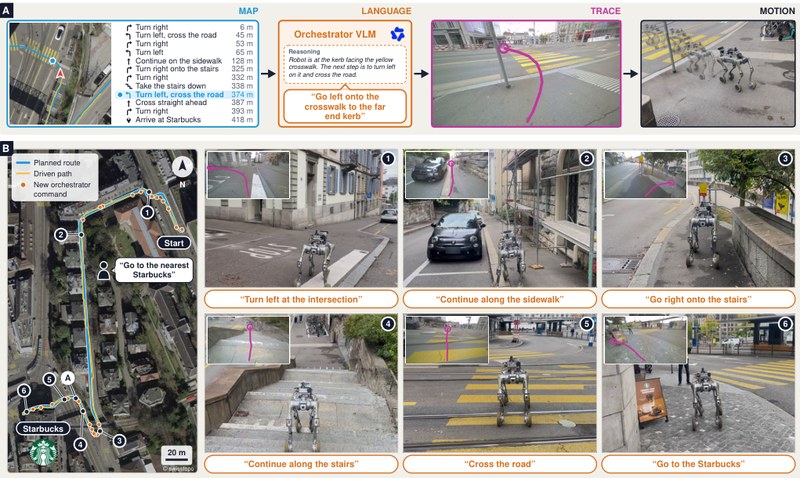 A
MAP
LANGUAGE
TRACE
MOTION
Turn right 6 m
Turn left, cross the road 45 m
Turn right 53 m
Turn left 65 m
Continue on the sidewalk 128 m
Turn right onto the stairs 325 m
Turn right 332 m
Take the stairs down 338 m
Turn left, cross the road 374 m
Cross straight ahead 387 m
Turn right 393 m
Arrive at Starbucks 418 m
Orchestrator VLM
Reasoning
Robot is at the kerb facing the yellow
crosswalk. The next step is to turn left
on it and cross the road.
“Go left onto the
crosswalk to the far
end kerb”
B
Planned route
Driven path
New orchestrator
command
N
1
Start
2
“Go to the nearest
Starbucks”
A
5
6
Starbucks
4
3
20 m
1
BUS
“Turn left at the intersection”
2
“Continue along the sidewalk”
3
“Go right onto the stairs”
4
“Continue along the stairs”
5
“Cross the road”
6
“Go to the Starbucks”